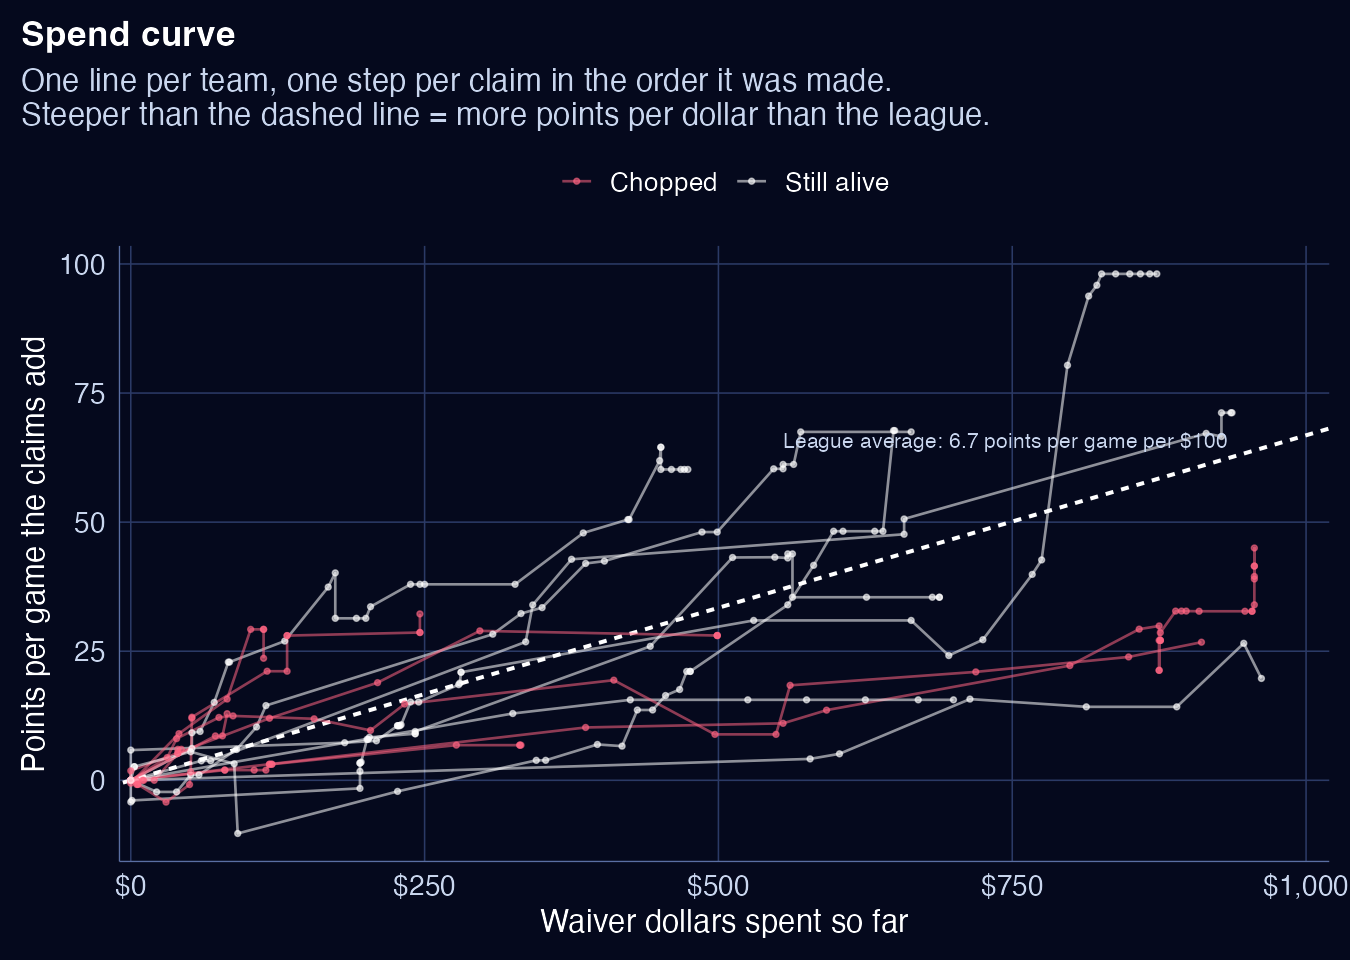 Spend curve
One line per team, one step per claim in the order it was made.
Steeper than the dashed line = more points per dollar than the league.
Chopped
Still alive
Points per game the claims add
100
75
50
25
0
League average: 6.7 points per game per $100
$0
$250
$500
$750
$1,000
Waiver dollars spent so far